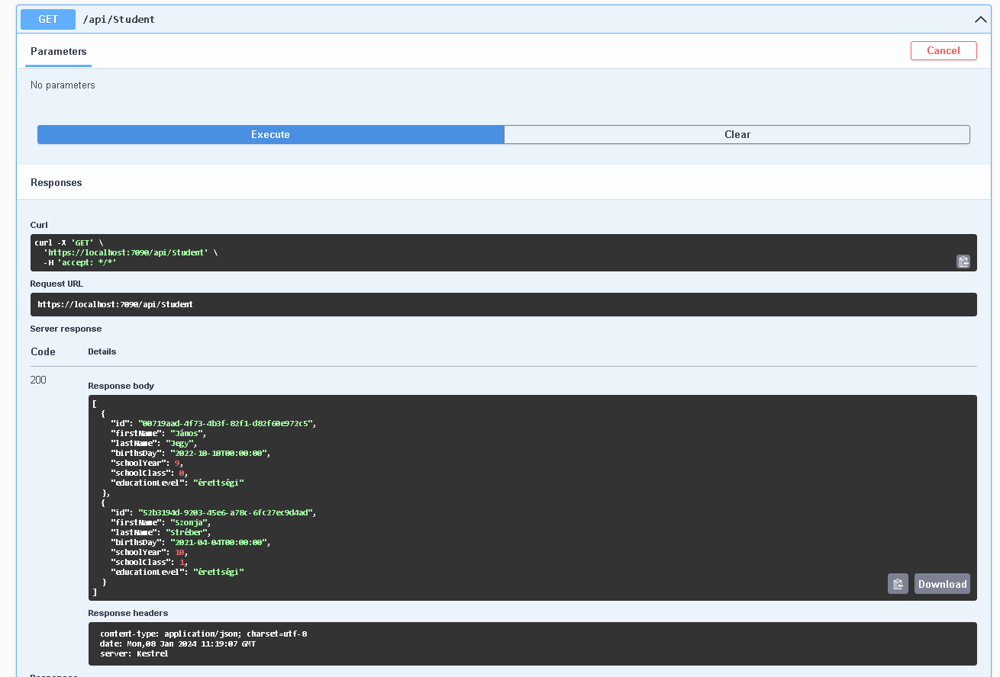 GET /api/Student
Parameters Cancel
No parameters
Execute Clear
Responses
Curl
curl -X 'GET' \
'https://localhost:7090/api/Student' \
-H 'accept: */*'
Request URL
https://localhost:7090/api/Student
Server response
Code Details
200
Response body
[
{
"id": "00719aad-4f73-4b3f-82f1-d82f60e972c5",
"firstName": "János",
"lastName": "Jegy",
"birthsDay": "2022-10-10T00:00:00",
"schoolYear": 9,
"schoolClass": 0,
"educationLevel": "érettségi"
},
{
"id": "52b3194d-9203-45e6-a78c-6fc27ec9d4ad",
"firstName": "Szonja",
"lastName": "Stréber",
"birthsDay": "2021-04-04T00:00:00",
"schoolYear": 10,
"schoolClass": 1,
"educationLevel": "érettségi"
}
]
Download
Response headers
content-type: application/json; charset=utf-8
date: Mon,08 Jan 2024 11:19:07 GMT
server: Kestrel
Responses